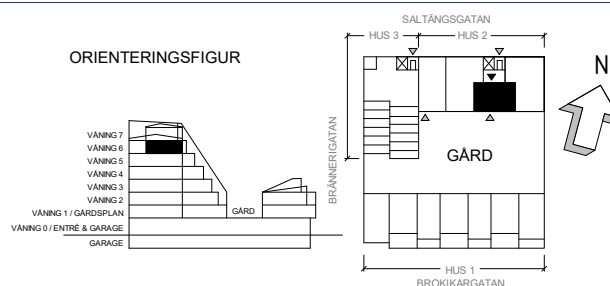 ORIENTERINGSFIGUR
VÅNING 7
VÅNING 6
VÅNING 5
VÅNING 4
VÅNING 3
VÅNING 2
VÅNING 1 / GÅRDSPLAN
VÅNING 0 / ENTRÉ & GARAGE
GARAGE
GÅRD
SALTÄNGSGATAN
HUS 3
HUS 2
BRÄNNERIGATAN
GÅRD
HUS 1
BROKIKARGATAN
N